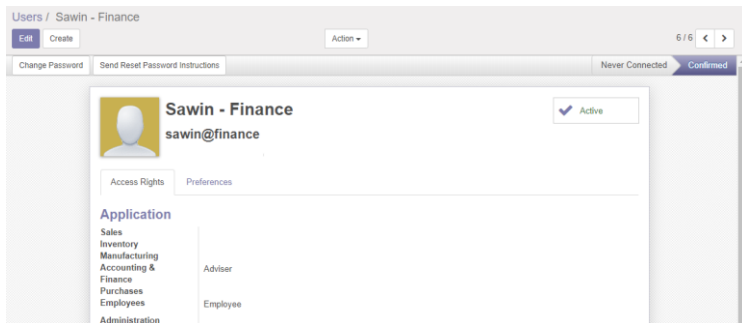 Users / Sawin - Finance
Edit Create Action 6 / 6
Change Password Send Reset Password Instructions Never Connected Confirmed
Sawin - Finance
Active
sawin@finance
Access Rights Preferences
Application
Sales
Inventory
Manufacturing
Accounting & Finance Adviser
Purchases
Employees Employee
Administration